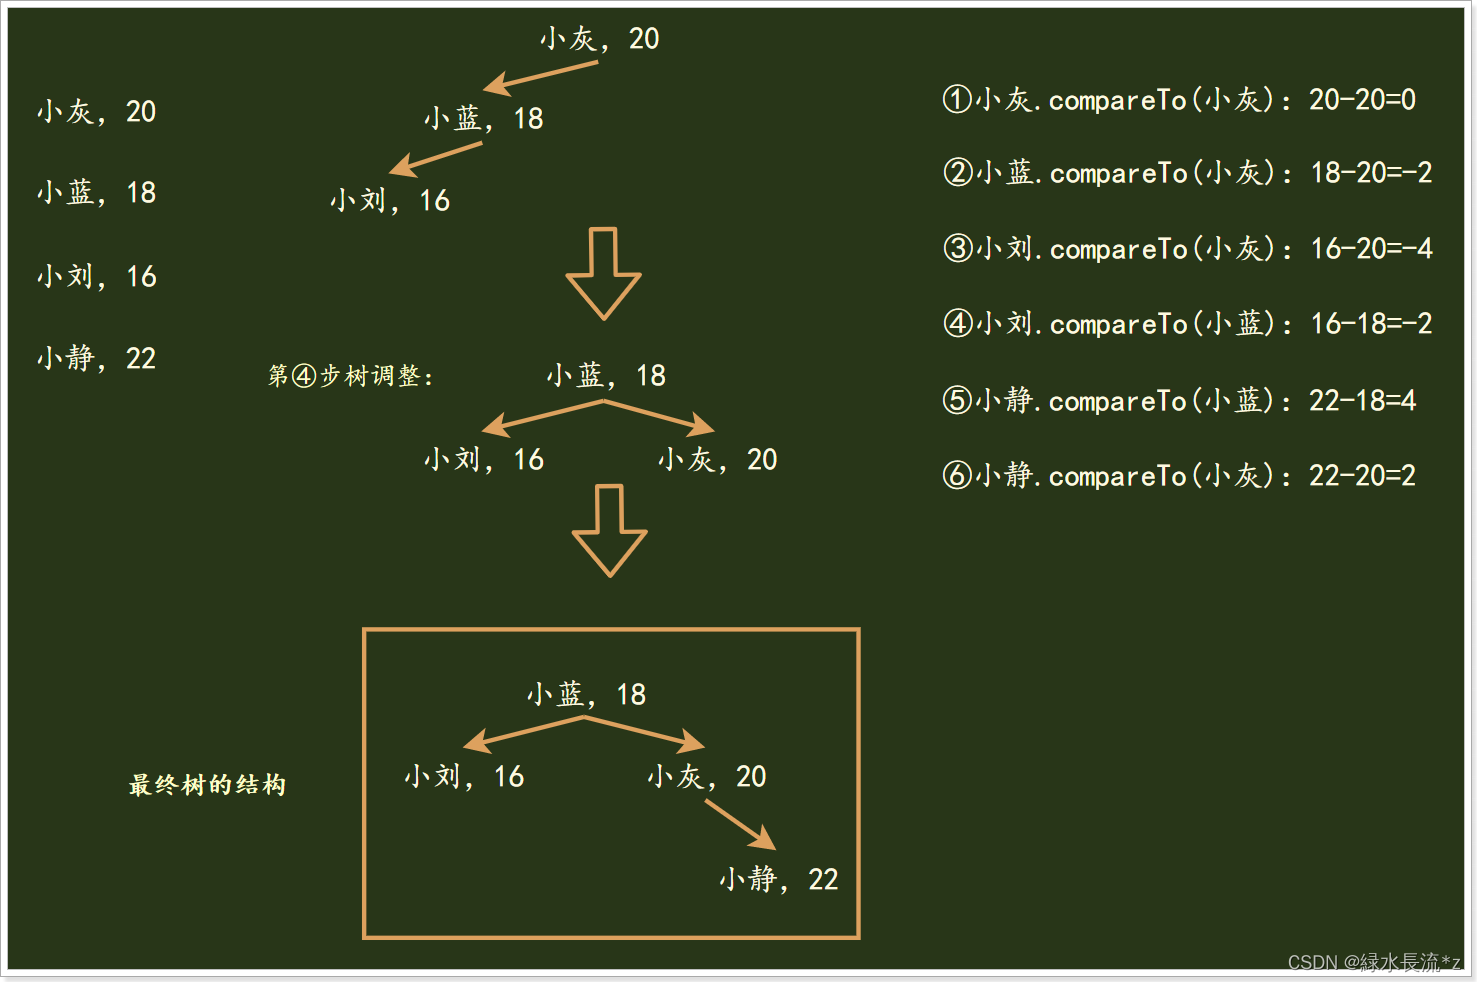 小灰，20
小蓝，18
小刘，16
小静，22
小灰，20
小蓝，18
小刘，16
第④步树调整：
小蓝，18
小刘，16
小灰，20
最终树的结构
小蓝，18
小刘，16
小灰，20
小静，22
①小灰.compareTo(小灰)：20-20=0
②小蓝.compareTo(小灰)：18-20=-2
③小刘.compareTo(小灰)：16-20=-4
④小刘.compareTo(小蓝)：16-18=-2
⑤小静.compareTo(小蓝)：22-18=4
⑥小静.compareTo(小灰)：22-20=2
CSDN @緑水長流*z